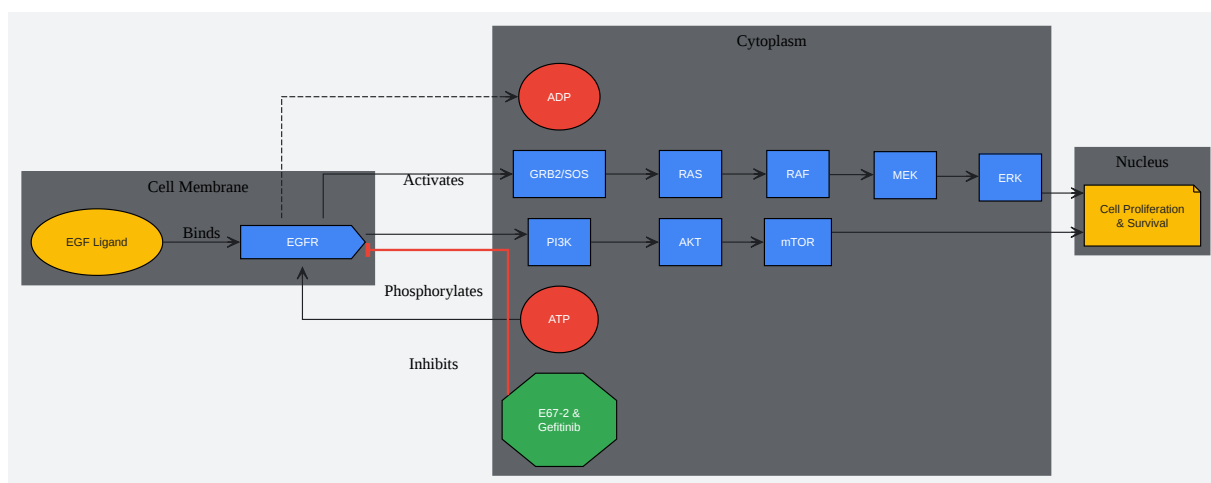 Cytoplasm
ADP
Cell Membrane
Activates
GRB2/SOS
RAS
RAF
MEK
ERK
Nucleus
Cell Proliferation
& Survival
EGF Ligand
Binds
EGFR
PI3K
AKT
mTOR
Phosphorylates
ATP
Inhibits
E67-2 &
Gefitinib